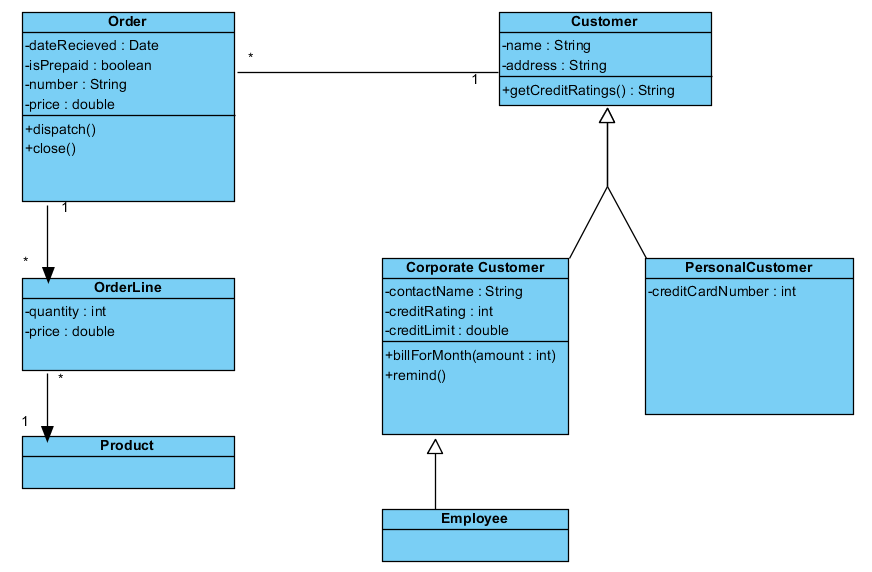 Order
-dateRecieved : Date
-isPrepaid : boolean
-number : String
-price : double
+dispatch()
+close()
*
1
Customer
-name : String
-address : String
+getCreditRatings() : String
1
*
OrderLine
-quantity : int
-price : double
*
1
Product
Corporate Customer
-contactName : String
-creditRating : int
-creditLimit : double
+billForMonth(amount : int)
+remind()
PersonalCustomer
-creditCardNumber : int
Employee